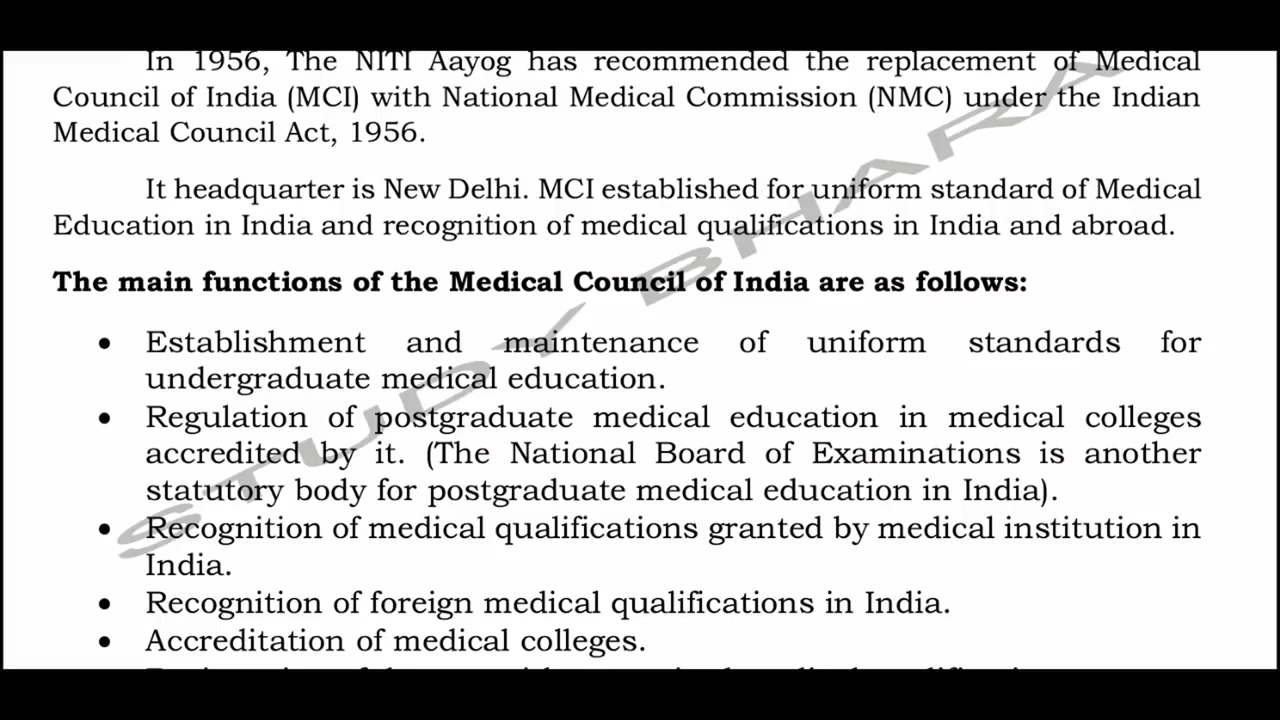 In 1956, The NITI Aayog has recommended the replacement of Medical
Council of India (MCI) with National Medical Commission (NMC) under the Indian
Medical Council Act, 1956.
It headquarter is New Delhi. MCI established for uniform standard of Medical
Education in India and recognition of medical qualifications in India and abroad.
The main functions of the Medical Council of India are as follows:
• Establishment and maintenance of uniform standards for
undergraduate medical education.
• Regulation of postgraduate medical education in medical colleges
accredited by it. (The National Board of Examinations is another
statutory body for postgraduate medical education in India).
• Recognition of medical qualifications granted by medical institution in
India.
• Recognition of foreign medical qualifications in India.
• Accreditation of medical colleges.
STUDY BHARA